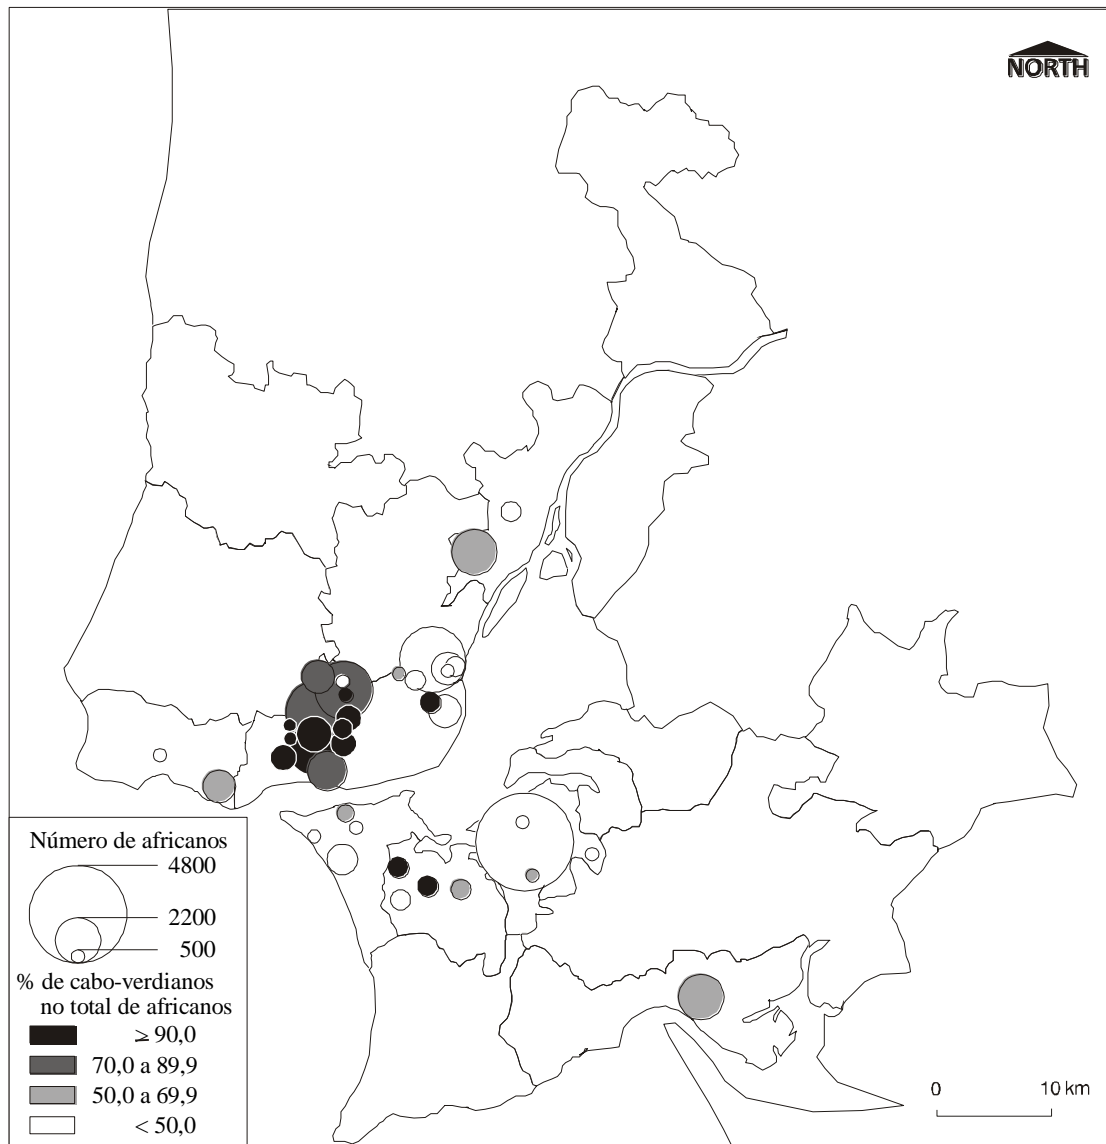 NORTH
Número de africanos
4800
2200
500
% de cabo-verdianos
no total de africanos
≥ 90,0
70,0 a 89,9
50,0 a 69,9
< 50,0
0 10 km